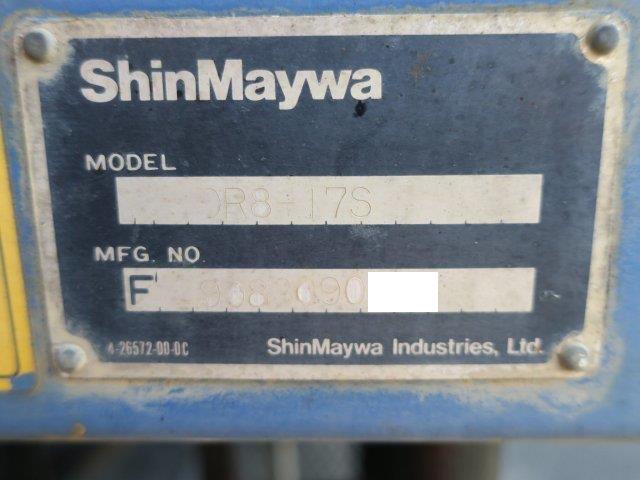 ShinMaywa
MODEL
DR8-17S
MFG. NO.
F
4-26572-00-0C
ShinMaywa Industries, Ltd.